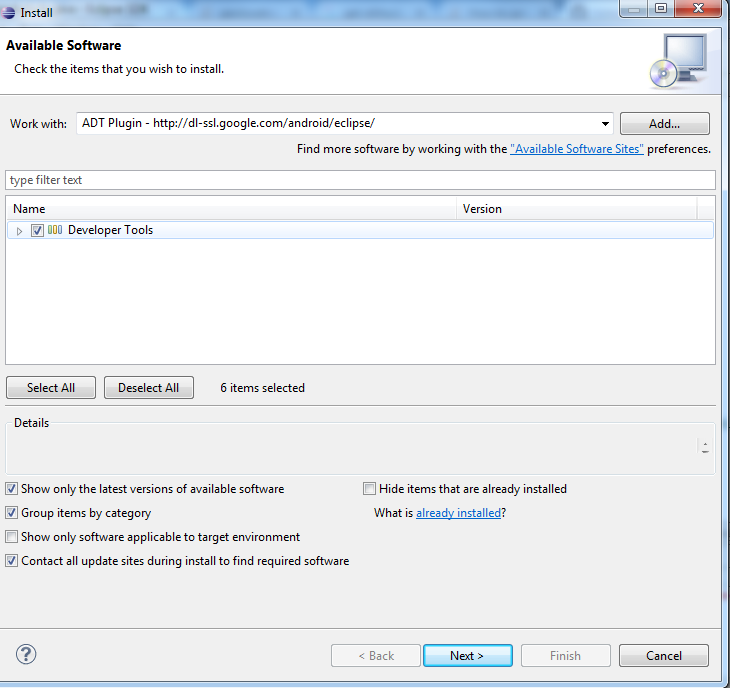 Install
Available Software
Check the items that you wish to install.
Work with: ADT Plugin - http://dl-ssl.google.com/android/eclipse/ Add...
Find more software by working with the "Available Software Sites" preferences.
type filter text
Name Version
Developer Tools
Select All Deselect All 6 items selected
Details
Show only the latest versions of available software Hide items that are already installed
Group items by category What is already installed?
Show only software applicable to target environment
Contact all update sites during install to find required software
? < Back Next > Finish Cancel